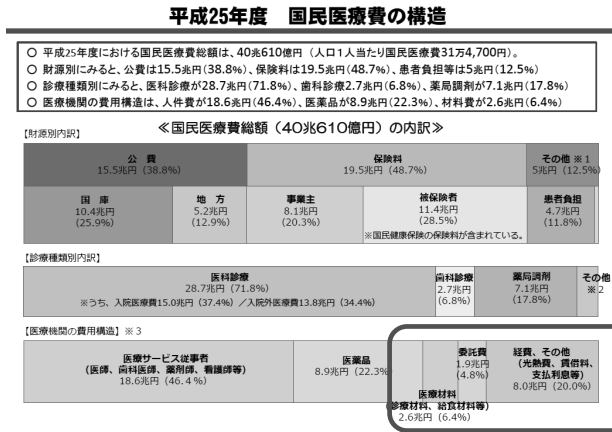 平成25年度　国民医療費の構造
○ 平成25年度における国民医療費総額は、40兆610億円（人口1人当たり国民医療費31万4,700円）。
○ 財源別にみると、公費は15.5兆円(38.8%)、保険料は19.5兆円(48.7%)、患者負担等は5兆円(12.5%)
○ 診療種類別にみると、医科診療が28.7兆円(71.8%)、歯科診療2.7兆円(6.8%)、薬局調剤が7.1兆円(17.8%)
○ 医療機関の費用構造は、人件費が18.6兆円(46.4%)、医薬品が8.9兆円(22.3%)、材料費が2.6兆円(6.4%)
≪国民医療費総額（40兆610億円）の内訳≫
【財源別内訳】
公 費
15.5兆円（38.8%）
保険料
19.5兆円（48.7%）
その他 ※１
5兆円（12.5%）
国 庫
10.4兆円
（25.9%）
地 方
5.2兆円
（12.9%）
事業主
8.1兆円
（20.3%）
被保険者
11.4兆円
（28.5%）
※国民健康保険の保険料が含まれている。
患者負担
4.7兆円
（11.8%）
【診療種類別内訳】
医科診療
28.7兆円（71.8%）
※うち、入院医療費15.0兆円（37.4%）／入院外医療費13.8兆円（34.4%）
歯科診療
2.7兆円
（6.8%）
薬局調剤
7.1兆円
（17.8%）
その他
※２
【医療機関の費用構造】※３
医療サービス従事者
（医師、歯科医師、薬剤師、看護師等）
18.6兆円（46.４%）
医薬品
8.9兆円（22.3%）
医療材料
（診療材料、給食材料等）
2.6兆円（6.4%）
委託費
1.9兆円
（4.8%）
経費、その他
（光熱費、賃借料、
支払利息等）
8.0兆円（20.0%）